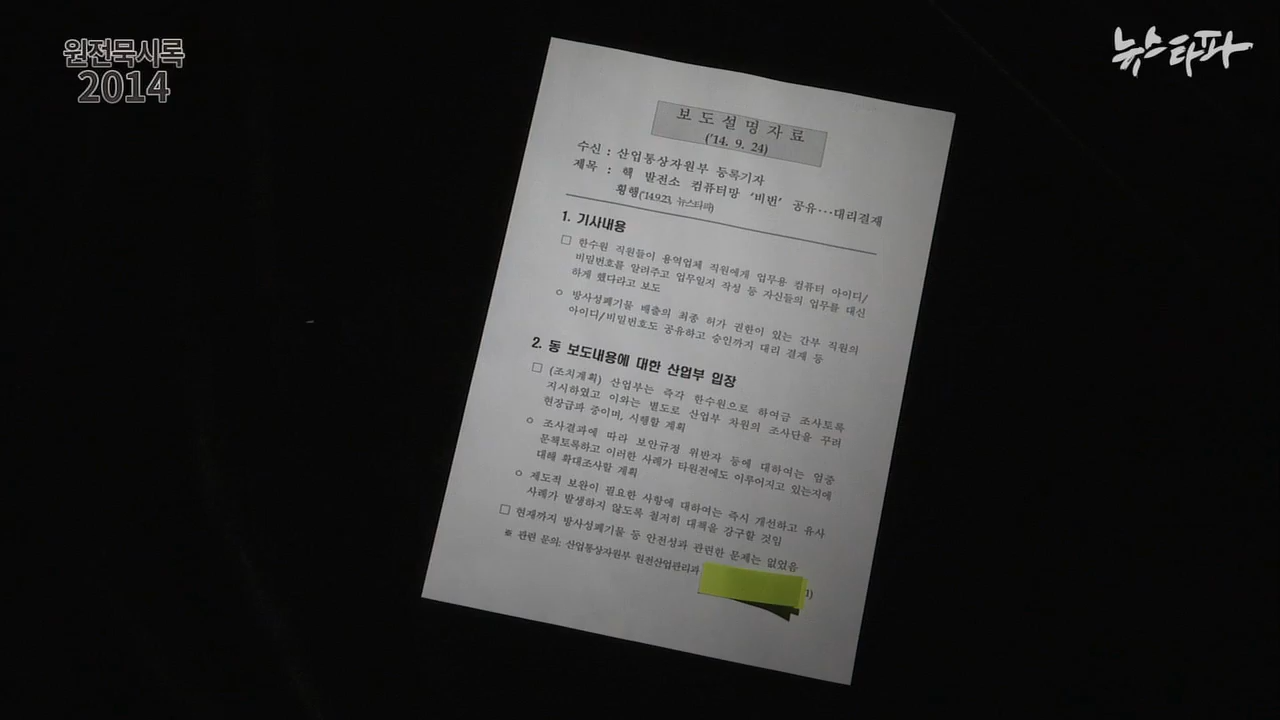 원전묵시록
2014
뉴스타파
보도설명자료
('14. 9. 24)
수신 : 산업통상자원부 등록기자
제목 : 핵 발전소 컴퓨터망 '비번' 공유…대리결재
횡행('14.9.23, 뉴스타파)
1. 기사내용
□ 한수원 직원들이 용역업체 직원에게 업무용 컴퓨터 아이디/
비밀번호를 알려주고 업무일지 작성 등 자신들의 업무를 대신
하게 했다라고 보도
○ 방사성폐기물 배출의 최종 허가 권한이 있는 간부 직원의
아이디/비밀번호도 공유하고 승인까지 대리 결제 등
2. 동 보도내용에 대한 산업부 입장
□ (조치계획) 산업부는 즉각 한수원으로 하여금 조사토록
지시하였고 이와는 별도로 산업부 차원의 조사단을 꾸려
현장급파 중이며, 시행할 계획
○ 조사결과에 따라 보안규정 위반자 등에 대하여는 엄중
문책토록하고 이러한 사례가 타원전에도 이루어지고 있는지에
대해 확대조사할 계획
○ 제도적 보완이 필요한 사항에 대하여는 즉시 개선하고 유사
사례가 발생하지 않도록 철저히 대책을 강구할 것임
□ 현재까지 방사성폐기물 등 안전성과 관련한 문제는 없었음
※ 관련 문의: 산업통상자원부 원전산업관리과
1)